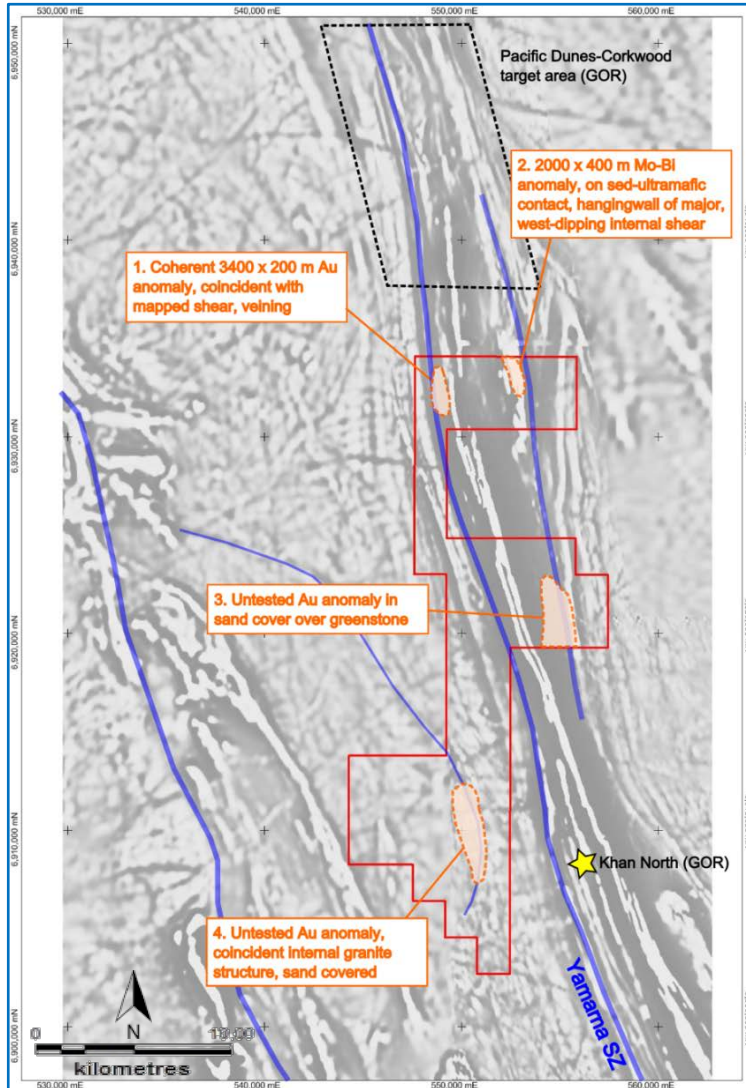 530,000 mE
540,000 mE
550,000 mE
560,000 mE
6,950,000 mN
Pacific Dunes-Corkwood
target area (GOR)
2. 2000 x 400 m Mo-Bi
anomaly, on sed-ultramafic
contact, hangingwall of major,
west-dipping internal shear
6,940,000 mN
1. Coherent 3400 x 200 m Au
anomaly, coincident with
mapped shear, veining
6,930,000 mN
3. Untested Au anomaly in
sand cover over greenstone
6,920,000 mN
6,910,000 mN
Khan North (GOR)
4. Untested Au anomaly,
coincident internal granite
structure, sand covered
Yamarna SZ
N
0
kilometres
6,900,000 mN
530,000 mE
540,000 mE
550,000 mE
560,000 mE